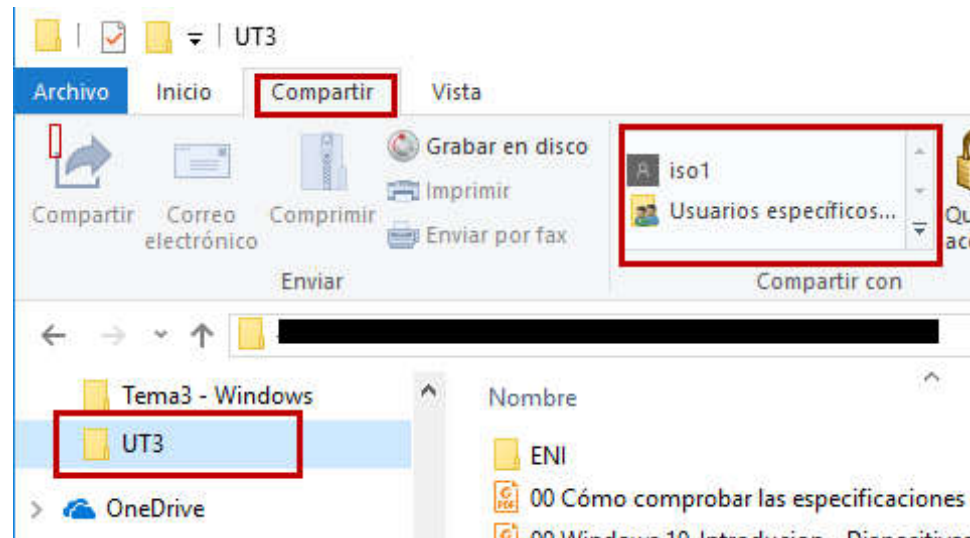 UT3
Archivo Inicio Compartir Vista
Compartir
Correo electrónico
Comprimir
Grabar en disco
Imprimir
Enviar por fax
Enviar
iso1
Usuarios específicos...
Compartir con
Tema3 - Windows
UT3
OneDrive
Nombre
ENI
00 Cómo comprobar las especificaciones